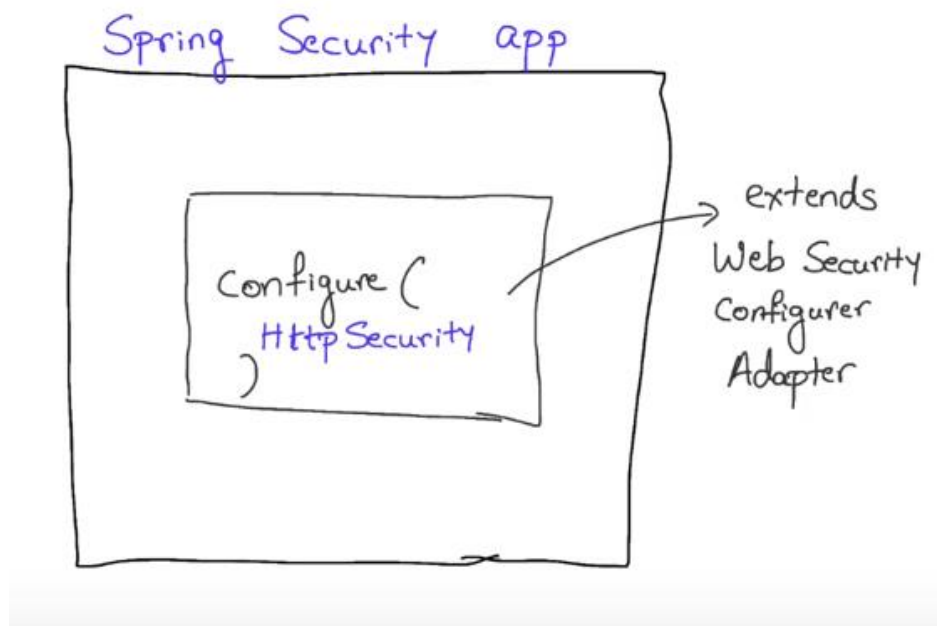 Spring Security app
Configure (
HttpSecurity
)
extends
Web Security
Configurer
Adapter